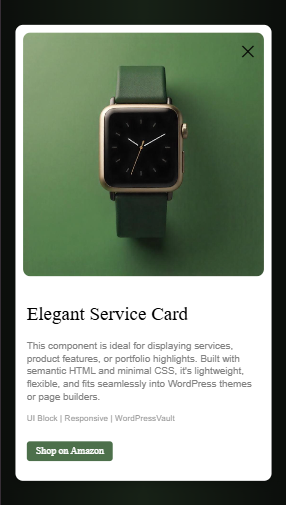 Elegant Service Card
This component is ideal for displaying services,
product features, or portfolio highlights. Built with
semantic HTML and minimal CSS, it's lightweight,
flexible, and fits seamlessly into WordPress themes
or page builders.
UI Block | Responsive | WordPressVault
Shop on Amazon